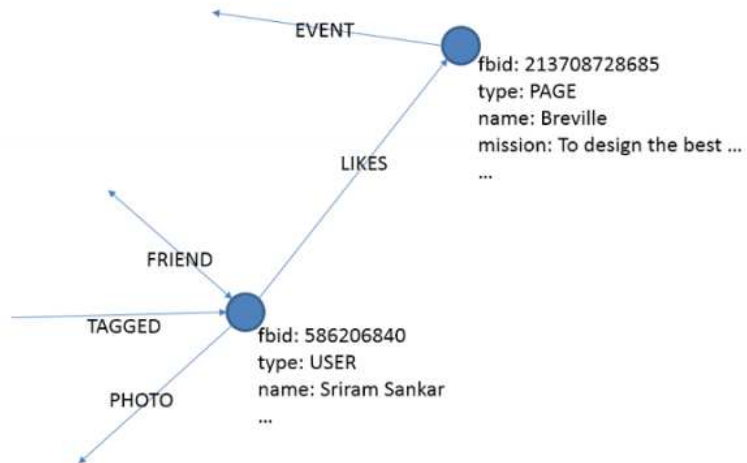 EVENT
fbid: 213708728685
type: PAGE
name: Breville
mission: To design the best ...
...
LIKES
FRIEND
TAGGED
fbid: 586206840
type: USER
name: Sriram Sankar
...
PHOTO